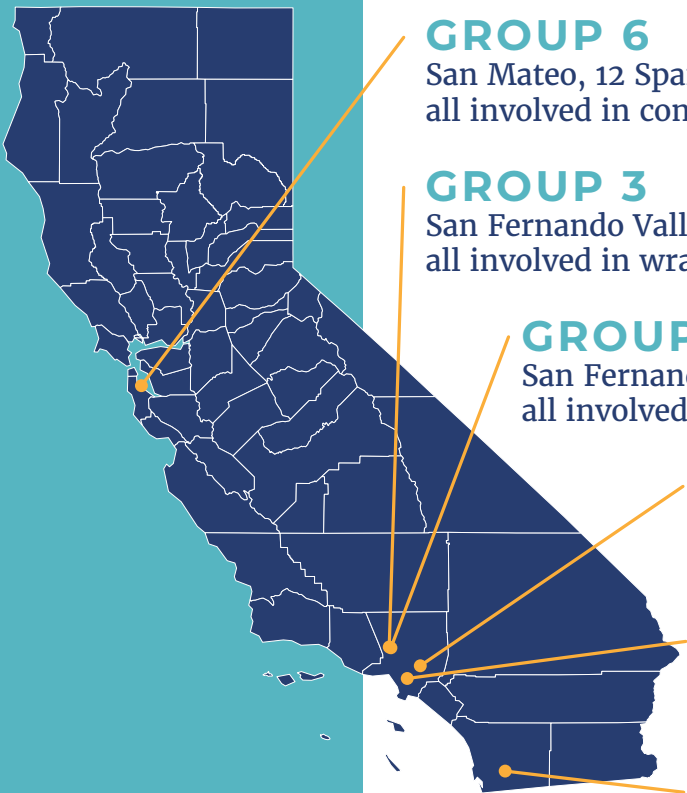 GROUP 6
San Mateo, 12
all involved in
GROUP 3
San Fernando
all involved in
GROUP
San
all involved